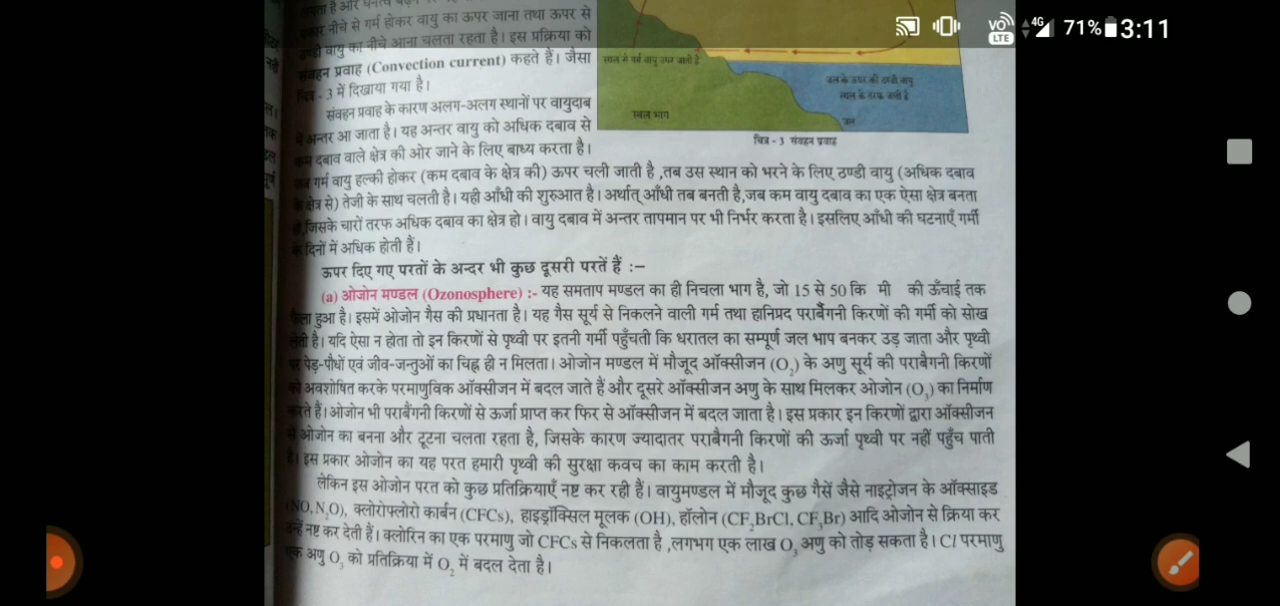 4G 71% 3:11
VO LTE
नीचे से गर्म होकर वायु का ऊपर जाना तथा ऊपर से
वायु का नीचे आना चलता रहता है। इस प्रक्रिया को
संवहन प्रवाह (Convection current) कहते हैं। जैसा
चित्र - 3 में दिखाया गया है।
संवहन प्रवाह के कारण अलग-अलग स्थानों पर वायुदाब
में अन्तर आ जाता है। यह अन्तर वायु को अधिक दबाव से
कम दबाव वाले क्षेत्र की ओर जाने के लिए बाध्य करता है।
स्थल से गर्म वायु उपर जाती है
जल के ऊपर की ठण्डी वायु
स्थल के तरफ जाती है
स्थल भाग
जल
चित्र - 3 संवहन प्रवाह
गर्म वायु हल्की होकर (कम दबाव के क्षेत्र की) ऊपर चली जाती है ,तब उस स्थान को भरने के लिए ठण्डी वायु (अधिक दबाव
क्षेत्र से) तेजी के साथ चलती है। यही आँधी की शुरुआत है। अर्थात् आँधी तब बनती है,जब कम वायु दबाव का एक ऐसा क्षेत्र बनता
जिसके चारों तरफ अधिक दबाव का क्षेत्र हो। वायु दबाव में अन्तर तापमान पर भी निर्भर करता है। इसलिए आँधी की घटनाएँ गर्मी
के दिनों में अधिक होती हैं।
ऊपर दिए गए परतों के अन्दर भी कुछ दूसरी परतें हैं :–
(a) ओजोन मण्डल (Ozonosphere) :- यह समताप मण्डल का ही निचला भाग है, जो 15 से 50 कि मी की ऊँचाई तक
हुआ है। इसमें ओजोन गैस की प्रधानता है। यह गैस सूर्य से निकलने वाली गर्म तथा हानिप्रद पराबैंगनी किरणों की गर्मी को सोख
है। यदि ऐसा न होता तो इन किरणों से पृथ्वी पर इतनी गर्मी पहुँचती कि धरातल का सम्पूर्ण जल भाप बनकर उड़ जाता और पृथ्वी
पेड़-पौधों एवं जीव-जन्तुओं का चिह्न ही न मिलता। ओजोन मण्डल में मौजूद ऑक्सीजन (O₂) के अणु सूर्य की पराबैगनी किरणों
अवशोषित करके परमाणुविक ऑक्सीजन में बदल जाते हैं और दूसरे ऑक्सीजन अणु के साथ मिलकर ओजोन (O₃) का निर्माण
करते हैं। ओजोन भी पराबैंगनी किरणों से ऊर्जा प्राप्त कर फिर से ऑक्सीजन में बदल जाता है। इस प्रकार इन किरणों द्वारा ऑक्सीजन
ओजोन का बनना और टूटना चलता रहता है, जिसके कारण ज्यादातर पराबैगनी किरणों की ऊर्जा पृथ्वी पर नहीं पहुँच पाती
है। इस प्रकार ओजोन का यह परत हमारी पृथ्वी की सुरक्षा कवच का काम करती है।
लेकिन इस ओजोन परत को कुछ प्रतिक्रियाएँ नष्ट कर रही हैं। वायुमण्डल में मौजूद कुछ गैसें जैसे नाइट्रोजन के ऑक्साइड
(NO, N₂O), क्लोरोफ्लोरो कार्बन (CFCs), हाइड्रॉक्सिल मूलक (OH), हॉलोन (CF₂BrCl, CF₃Br) आदि ओजोन से क्रिया कर
उन्हें नष्ट कर देती हैं। क्लोरिन का एक परमाणु जो CFCs से निकलता है ,लगभग एक लाख O₃ अणु को तोड़ सकता है। Cl परमाणु
एक अणु O₃ को प्रतिक्रिया में O₂ में बदल देता है।